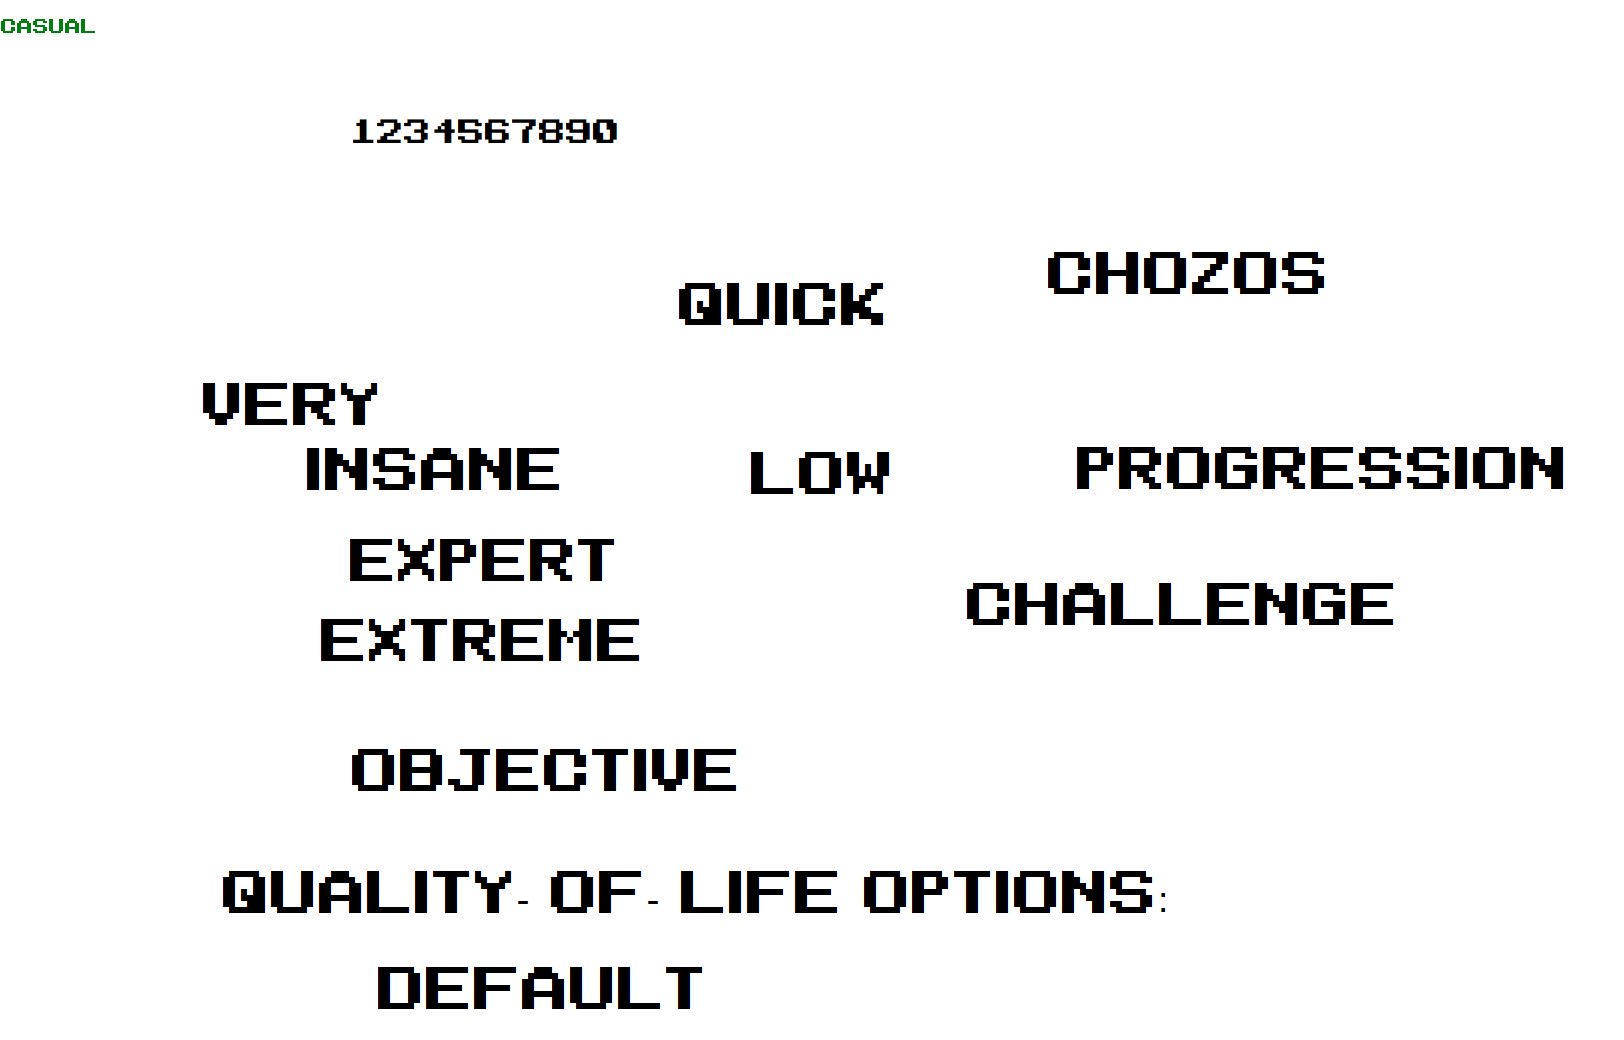 CASUAL
1234567890
CHOZOS
QUICK
VERY
INSANE LOW PROGRESSION
EXPERT
CHALLENGE
EXTREME
OBJECTIVE
QUALITY- OF- LIFE OPTIONS:
DEFAULT